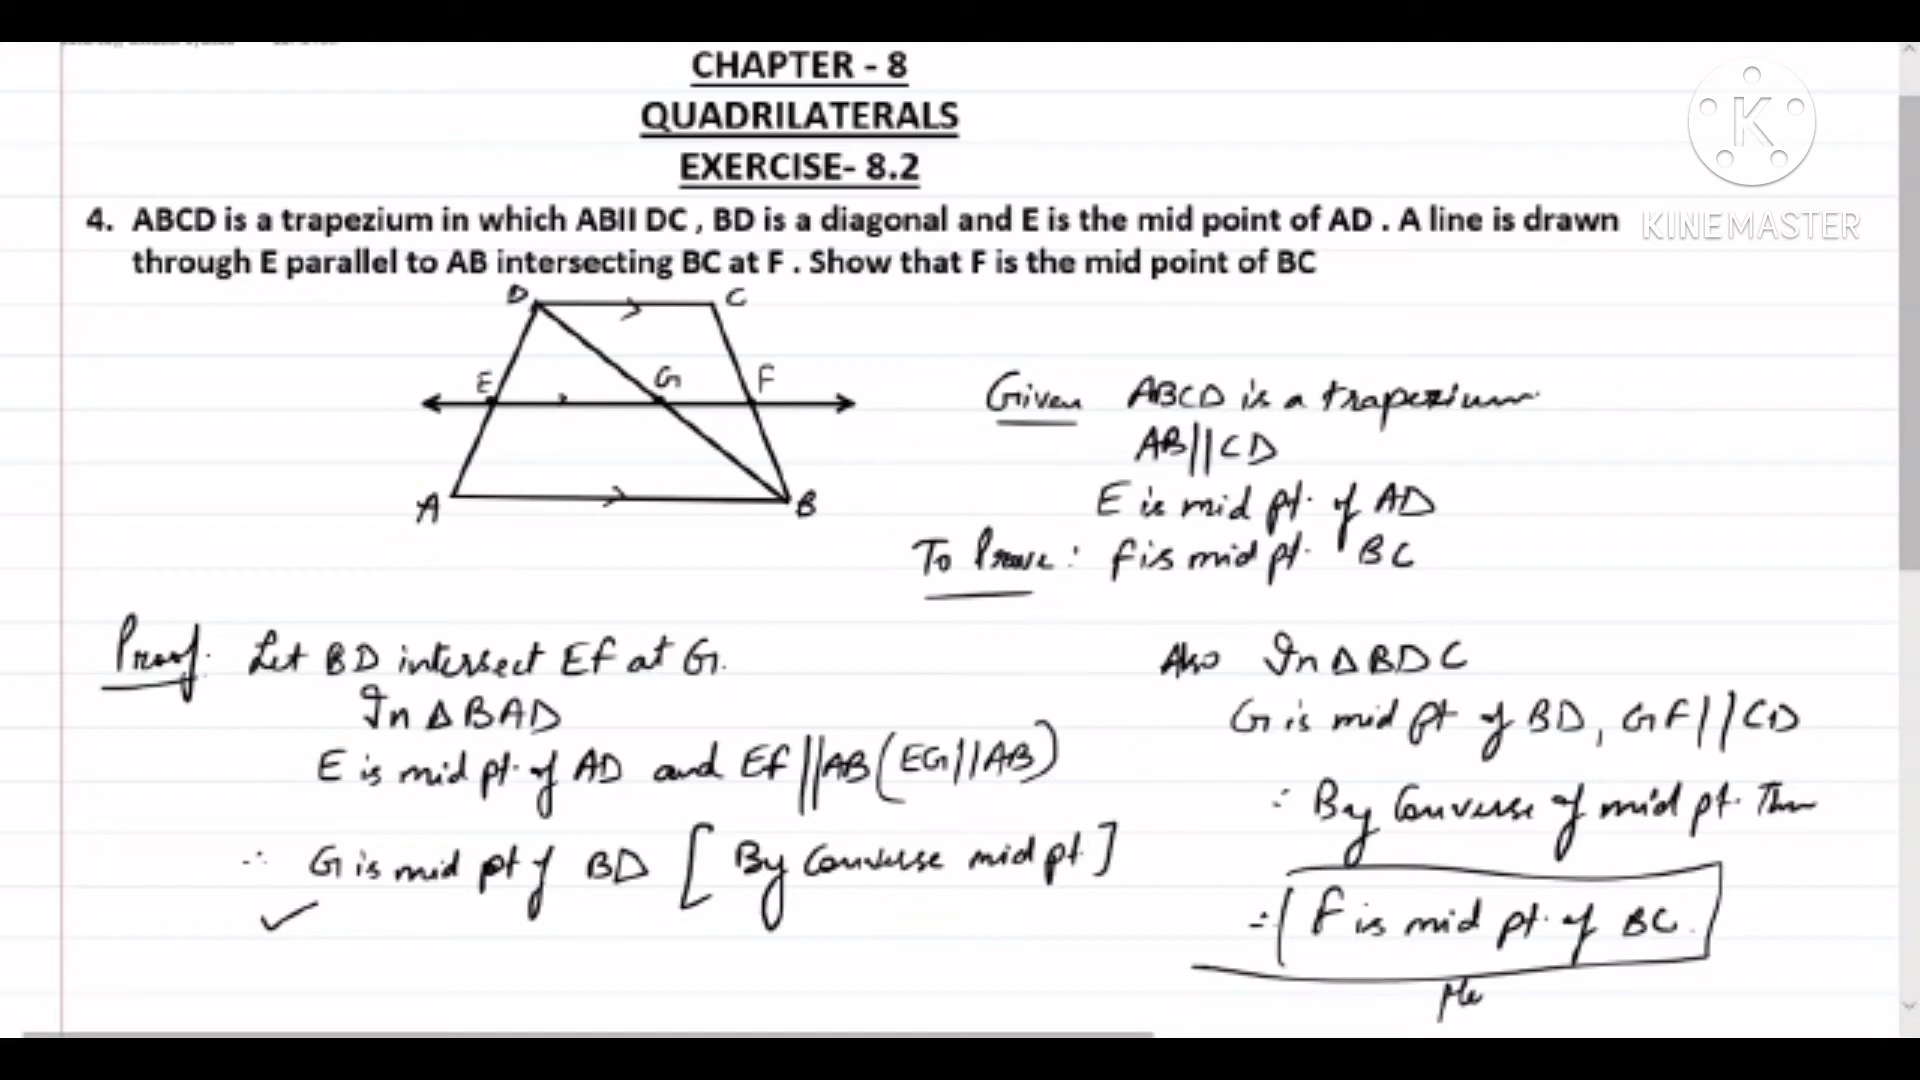 CHAPTER - 8
QUADRILATERALS
EXERCISE- 8.2
K
KINEMASTER
4. ABCD is a trapezium in which ABII DC , BD is a diagonal and E is the mid point of AD . A line is drawn
through E parallel to AB intersecting BC at F . Show that F is the mid point of BC
D C
E G F
A B
Given ABCD is a trapezium
AB||CD
E is mid pt. of AD
To Prove: F is mid pt. BC
Proof: Let BD intersect EF at G.
In Δ BAD
E is mid pt. of AD and EF||AB (EG||AB)
∴ G is mid pt of BD [By Converse mid pt.]
Also In Δ BDC
G is mid pt of BD, GF||CD
∴ By Converse of mid pt. Thm
∴ F is mid pt. of BC.